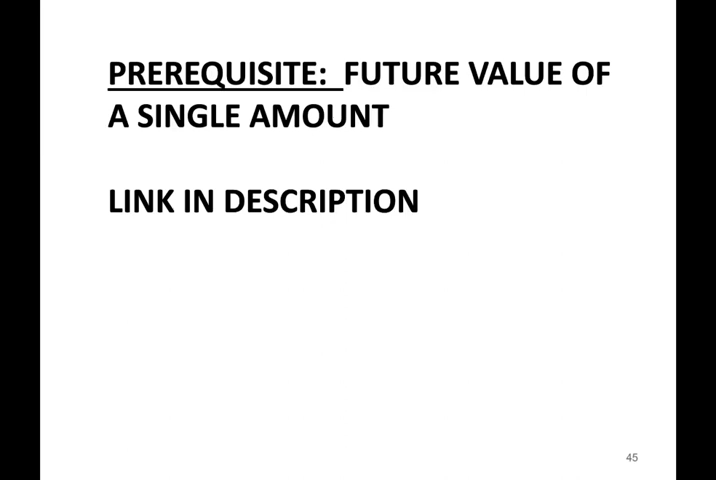 PREREQUISITE: FUTURE VALUE OF
A SINGLE AMOUNT
LINK IN DESCRIPTION
45